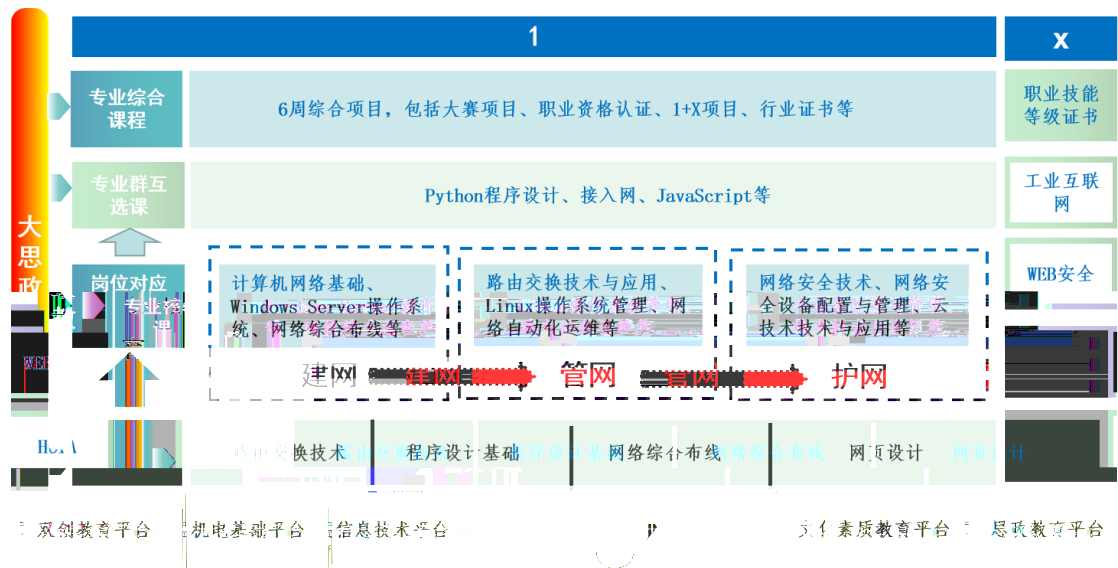 1
X
大思政
专业综合
课程
6周综合项目，包括大赛项目、职业资格认证、1+X项目、行业证书等
职业技能
等级证书
专业群互
选课
Python程序设计、接入网、JavaScript等
工业互联
网
岗位对应
计算机网络基础、
Windows Server操作系
统、网络综合布线等
路由交换技术与应用、
Linux操作系统管理、网
络自动化运维等
网络安全技术、网络安
全设备配置与管理、云
技术技术与应用等
WEB安全
建网
管网
护网
程序设计基础
网络综合布线
网页设计
双创教育平台
机电基础平台
信息技术平台
文化素质教育平台
思政教育平台